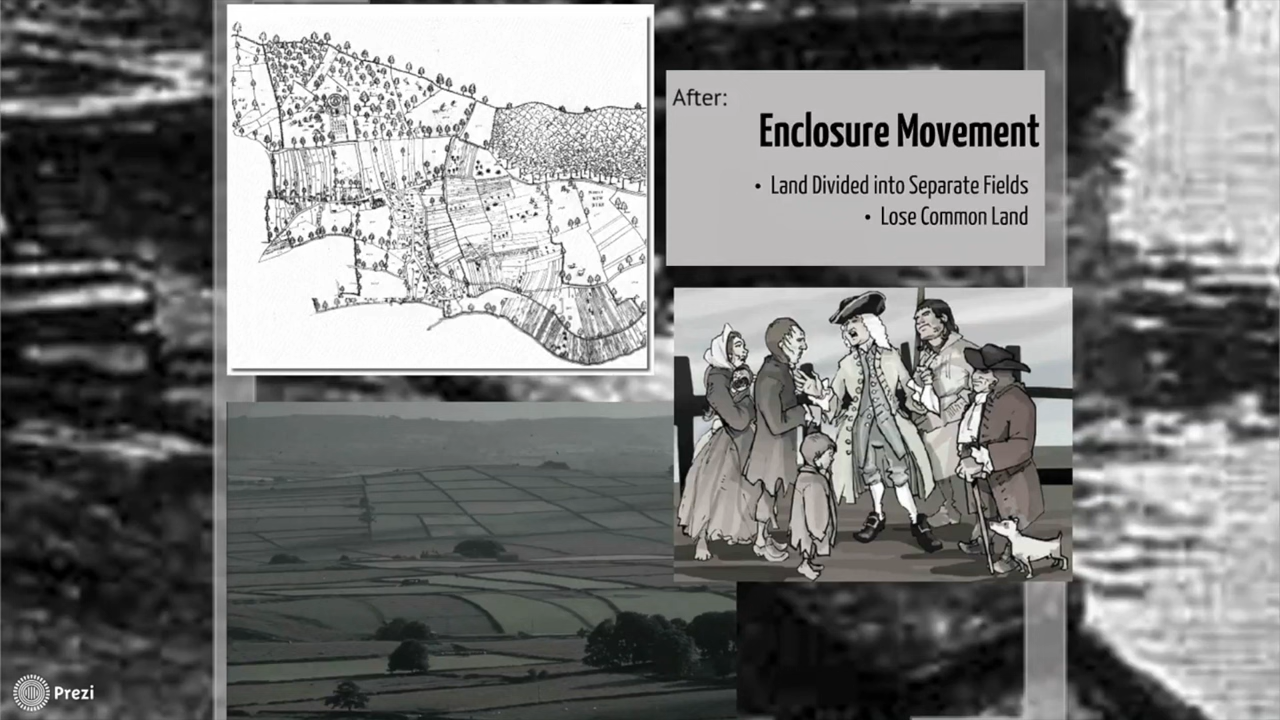 After:
Enclosure Movement
• Land Divided into Separate Fields
• Lose Common Land
Prezi